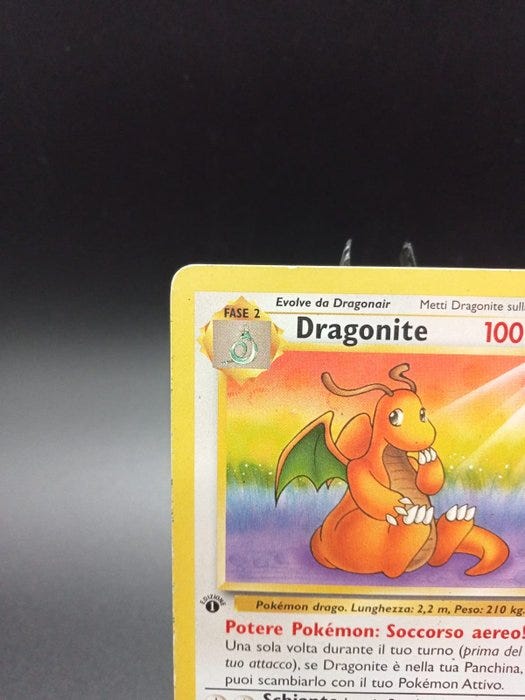 Evolve da Dragonair Metti Dragonite sull
FASE 2
Dragonite 100
EDIZIONE
1
Pokémon drago. Lunghezza: 2,2 m, Peso: 210 kg.
Potere Pokémon: Soccorso aereo!
Una sola volta durante il tuo turno (prima del
tuo attacco), se Dragonite è nella tua Panchina,
puoi scambiarlo con il tuo Pokémon Attivo.